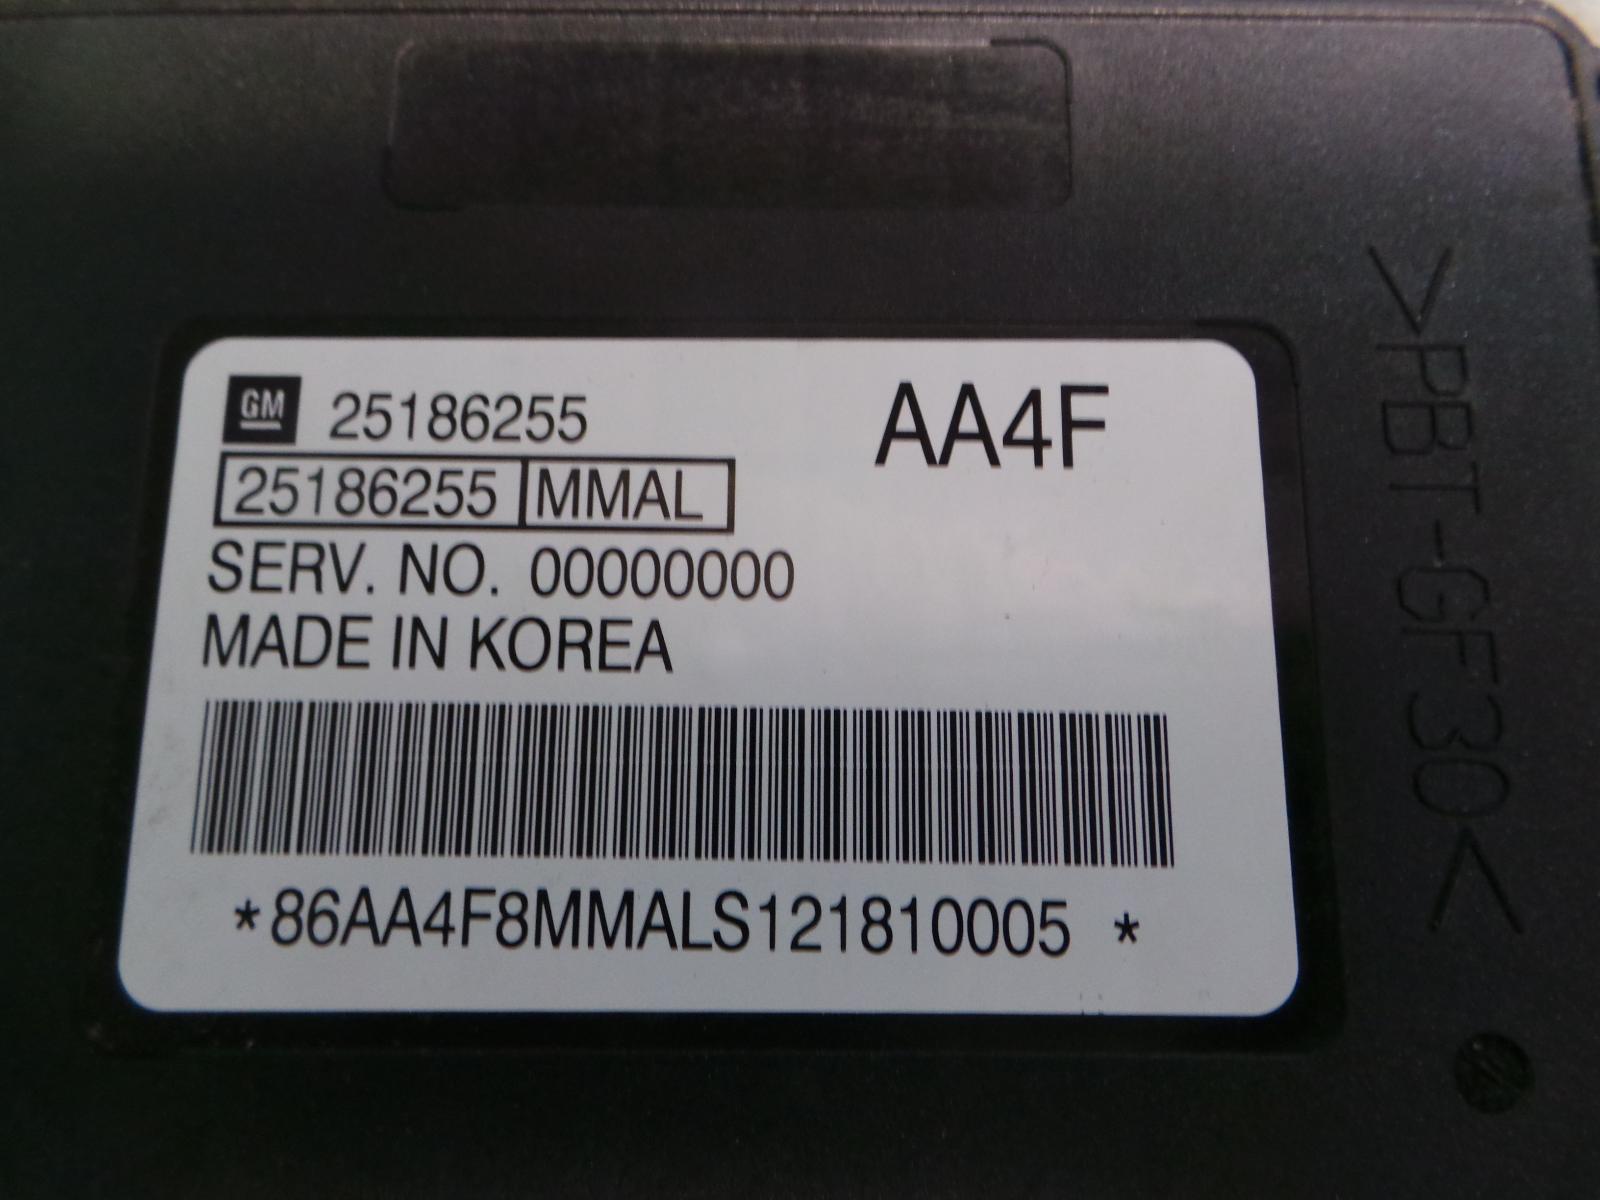 GM 25186255 AA4F
25186255 MMAL
SERV. NO. 00000000
MADE IN KOREA
*86AA4F8MMALS121810005 *
>PBT-GF30<